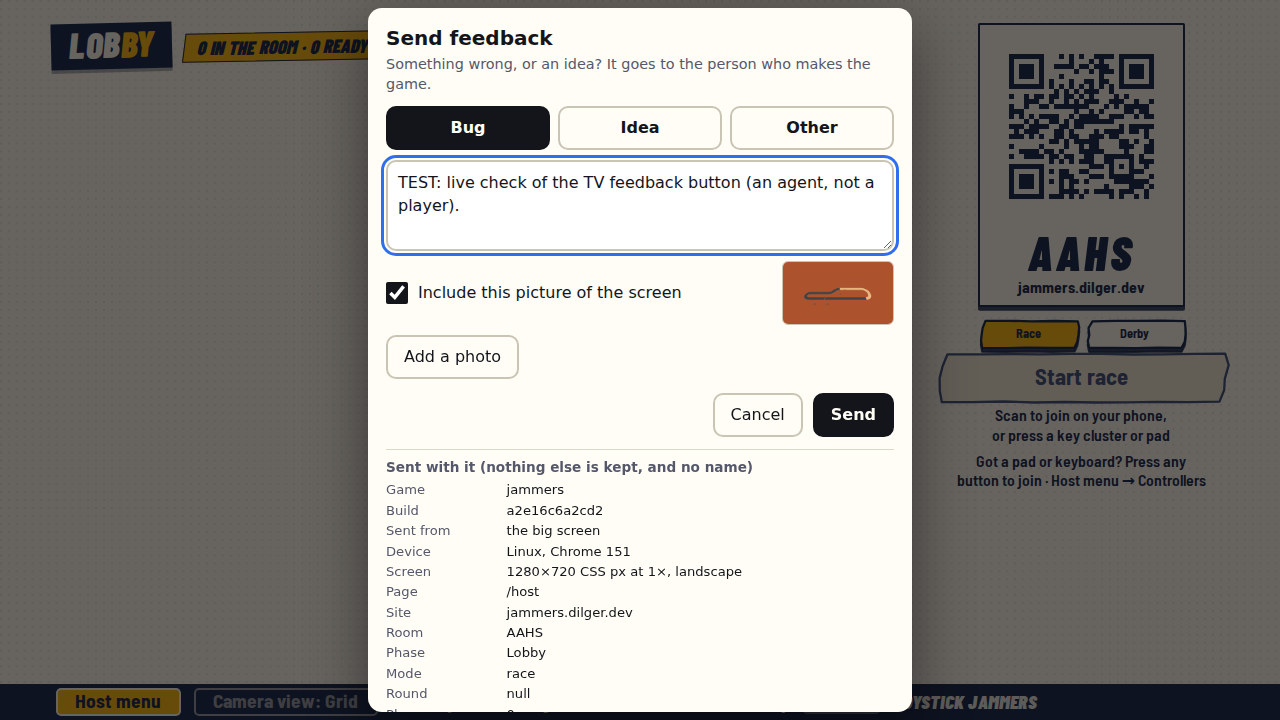 LOBBY
0 IN THE ROOM · 0 READY
Send feedback
Something wrong, or an idea? It goes to the person who makes the
game.
Bug
Idea
Other
TEST: live check of the TV feedback button (an agent, not a
player).
Include this picture of the screen
Add a photo
Cancel
Send
Sent with it (nothing else is kept, and no name)
Game jammers
Build a2e16c6a2cd2
Sent from the big screen
Device Linux, Chrome 151
Screen 1280×720 CSS px at 1×, landscape
Page /host
Site jammers.dilger.dev
Room AAHS
Phase Lobby
Mode race
Round null
AAHS
jammers.dilger.dev
Race
Derby
Start race
Scan to join on your phone,
or press a key cluster or pad
Got a pad or keyboard? Press any
button to join · Host menu → Controllers
Host menu
Camera view: Grid
JAMMERS